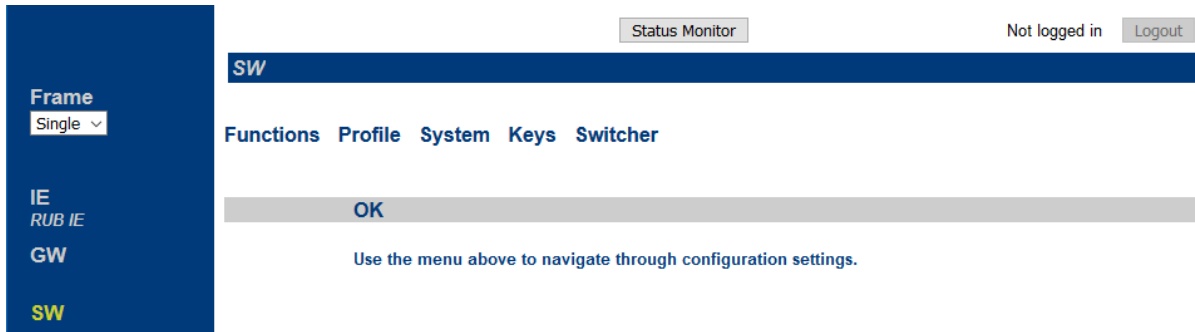 Status Monitor Not logged in Logout
SW
Frame
Single
Functions Profile System Keys Switcher
IE
RUB IE
OK
GW
Use the menu above to navigate through configuration settings.
SW